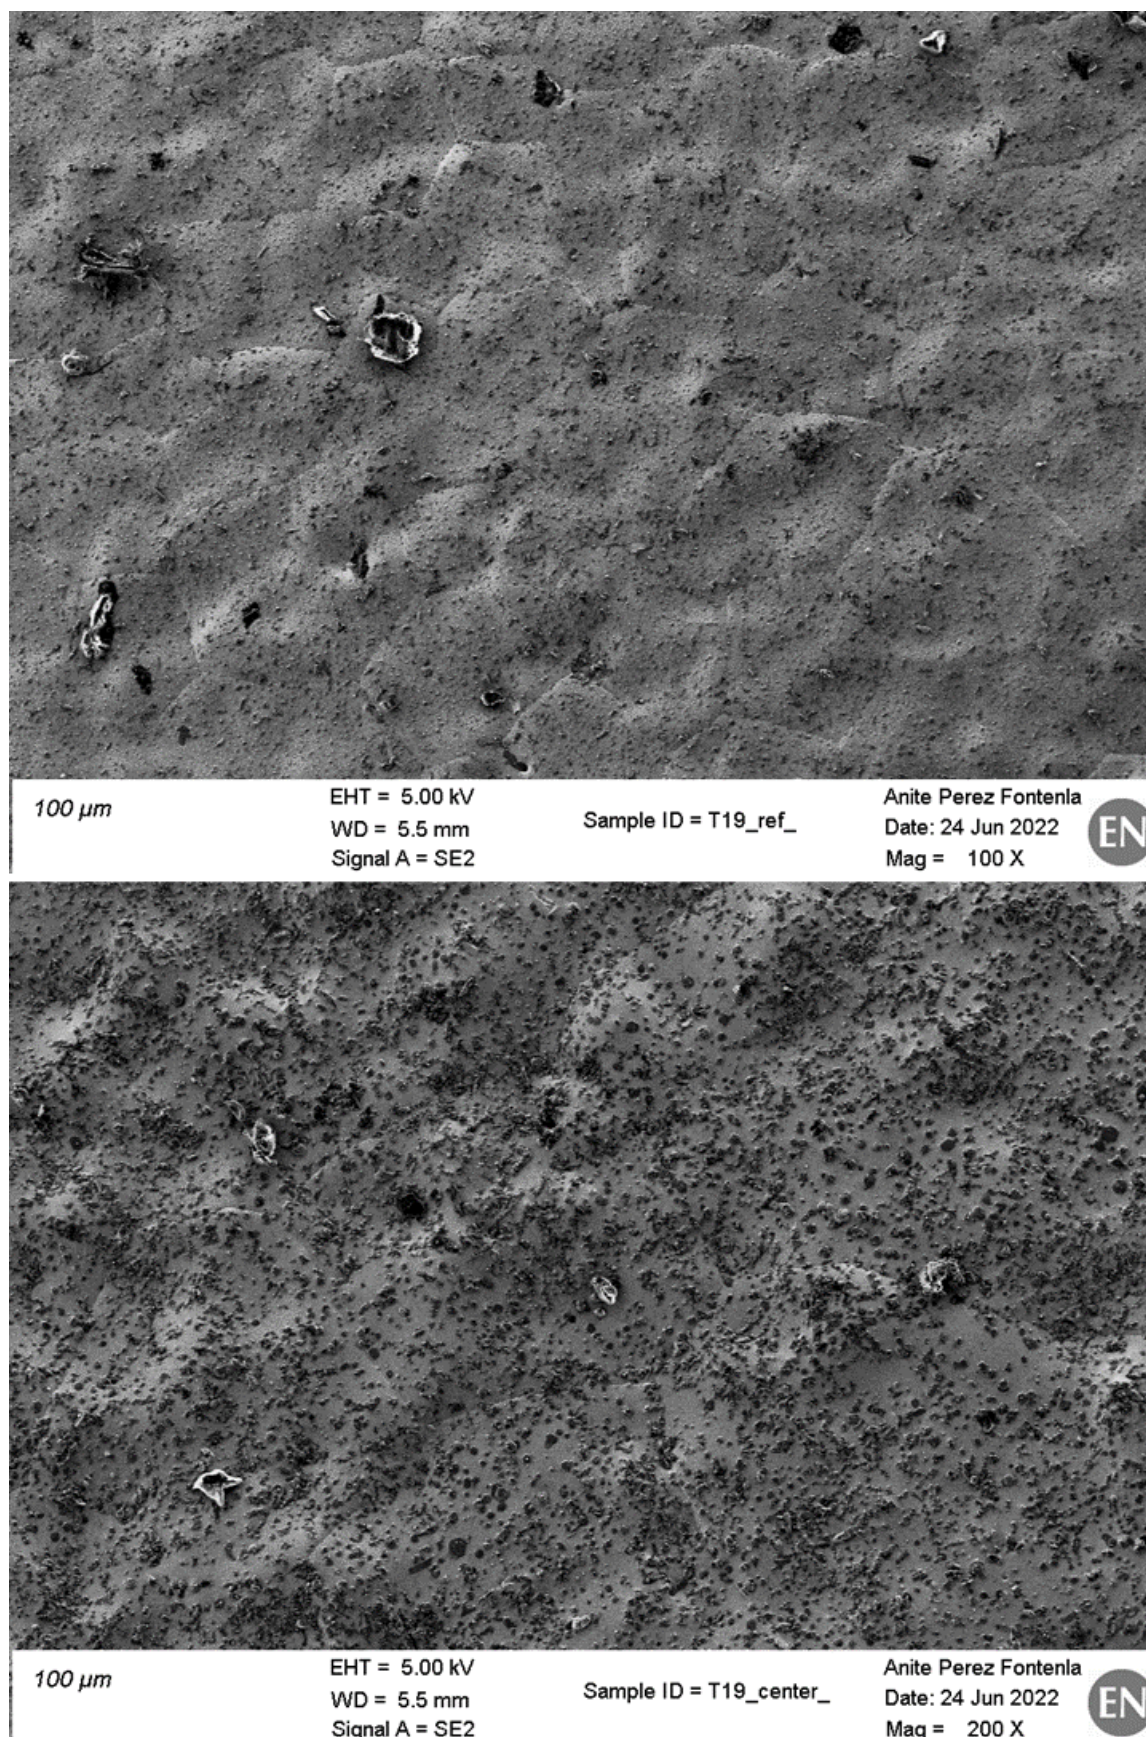 100 µm
EHT = 5.00 kV
WD = 5.5 mm
Signal A = SE2
Sample ID = T19_ref_
Anite Perez Fontenla
Date: 24 Jun 2022
Mag = 100 X
EN
100 µm
EHT = 5.00 kV
WD = 5.5 mm
Signal A = SE2
Sample ID = T19_center_
Anite Perez Fontenla
Date: 24 Jun 2022
Mag = 200 X
EN